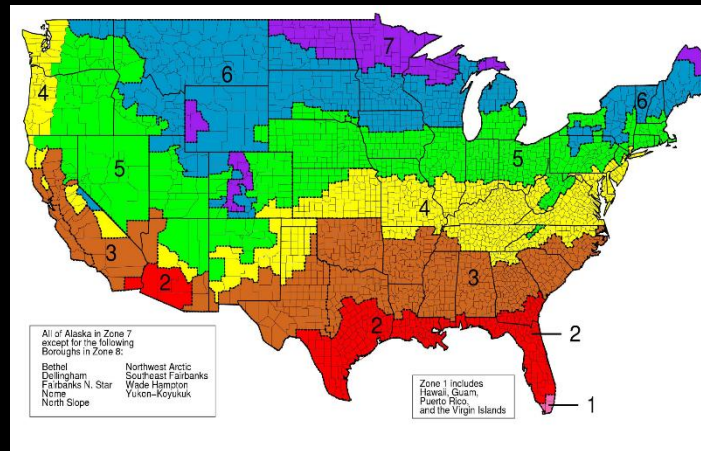 7
6
6
4
5
5
4
3
3
2
2
2
1
All of Alaska in Zone 7
except for the following
Boroughs in Zone 8:
Bethel Northwest Arctic
Dellingham Southeast Fairbanks
Fairbanks N. Star Wade Hampton
Nome Yukon-Koyukuk
North Slope
Zone 1 includes
Hawaii, Guam,
Puerto Rico,
and the Virgin Islands